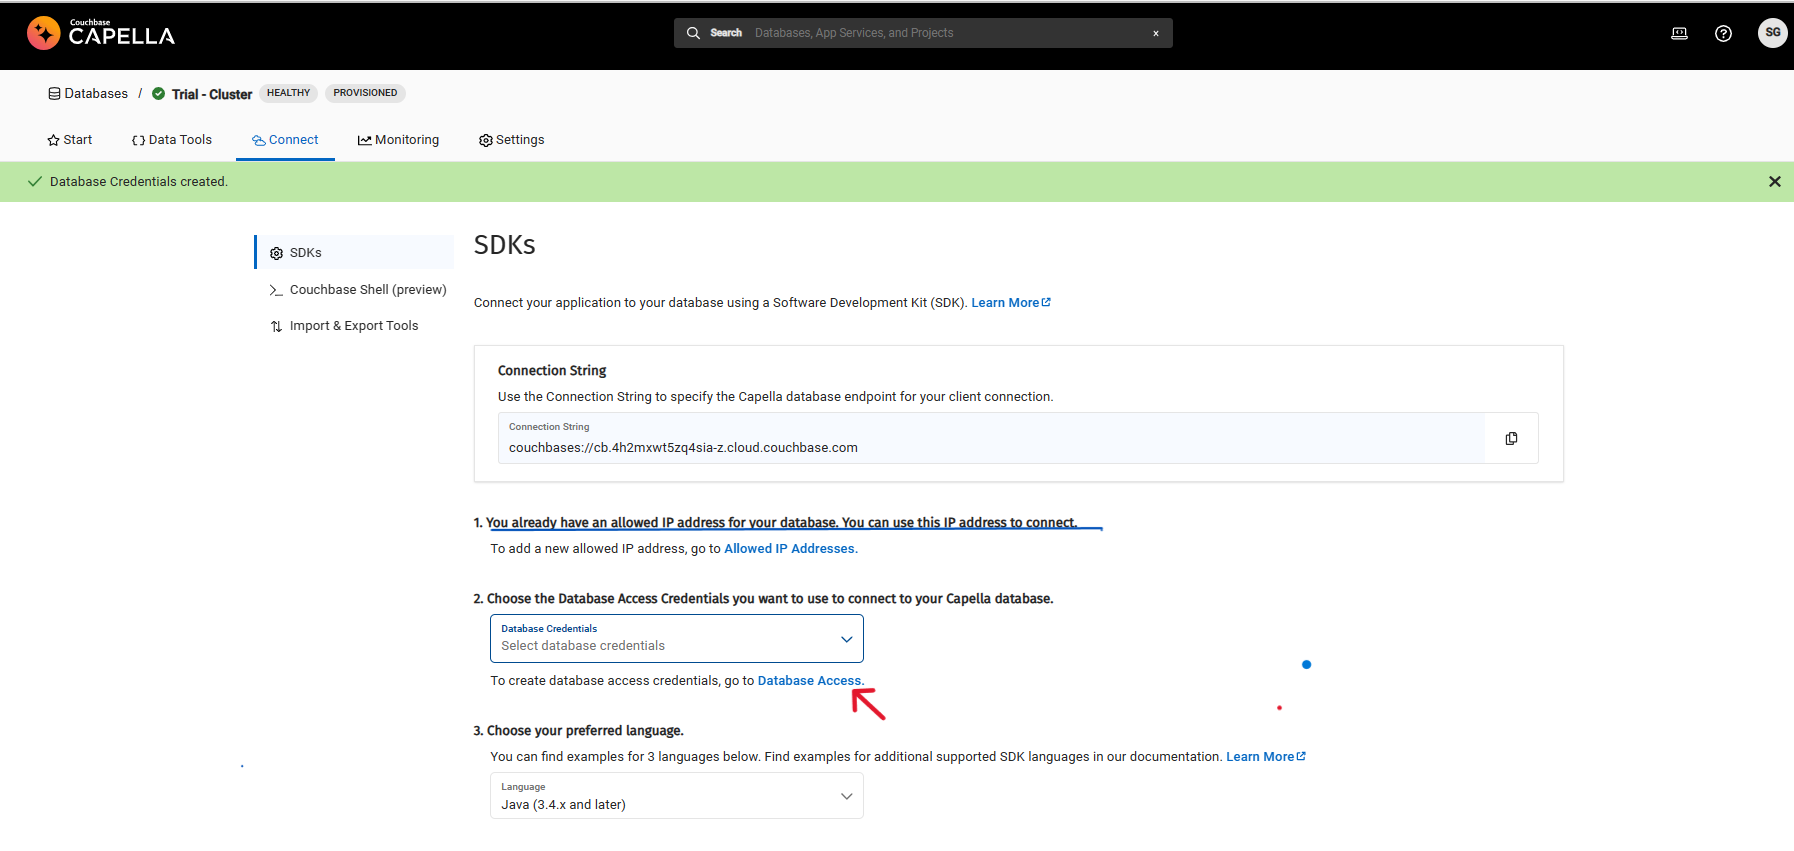 Couchbase
CAPELLA
Search Databases, App Services, and Projects ×
SG
Databases / Trial - Cluster HEALTHY PROVISIONED
Start Data Tools Connect Monitoring Settings
Database Credentials created.
SDKs
Couchbase Shell (preview)
Import & Export Tools
SDKs
Connect your application to your database using a Software Development Kit (SDK). Learn More
Connection String
Use the Connection String to specify the Capella database endpoint for your client connection.
Connection String
couchbases://cb.4h2mxwt5zq4sia-z.cloud.couchbase.com
1. You already have an allowed IP address for your database. You can use this IP address to connect.
To add a new allowed IP address, go to Allowed IP Addresses.
2. Choose the Database Access Credentials you want to use to connect to your Capella database.
Database Credentials
Select database credentials
To create database access credentials, go to Database Access.
3. Choose your preferred language.
You can find examples for 3 languages below. Find examples for additional supported SDK languages in our documentation. Learn More
Language
Java (3.4.x and later)